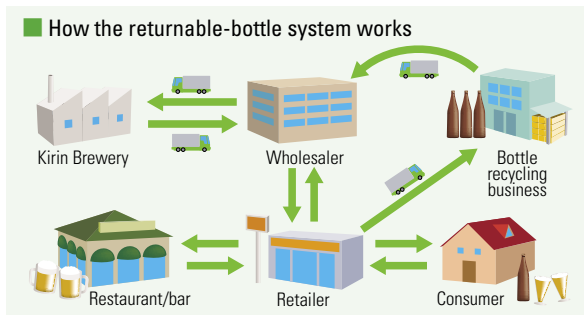 How the returnable-bottle system works
Kirin Brewery
Wholesaler
Bottle
recycling
business
Restaurant/bar
Retailer
Consumer